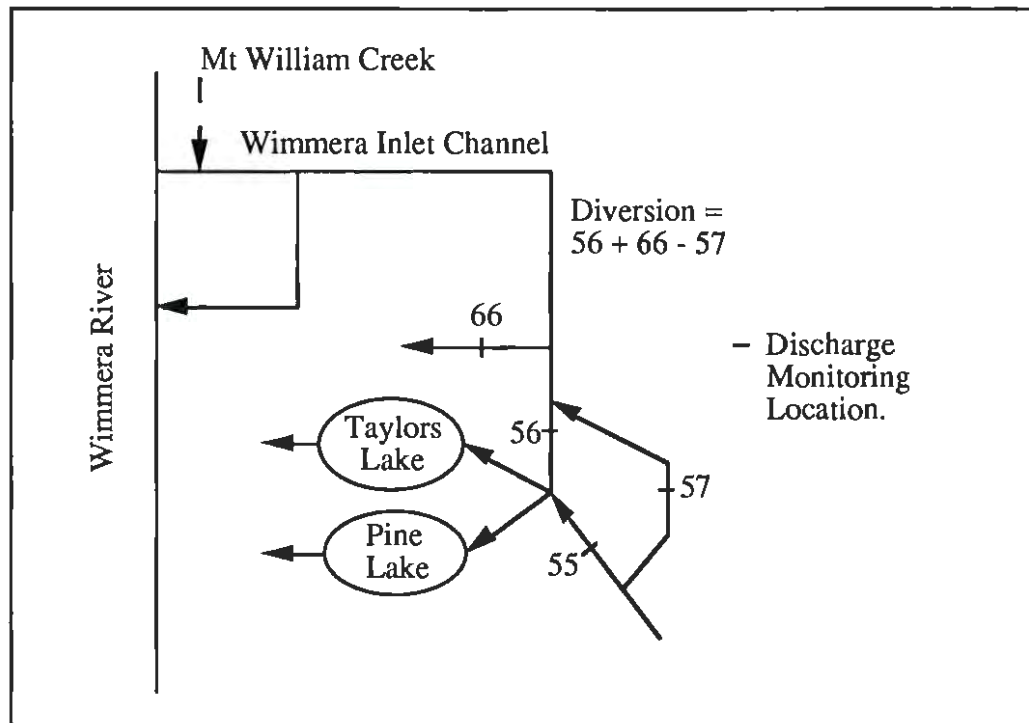 Mt William Creek
Wimmera Inlet Channel
Diversion =
56 + 66 - 57
Wimmera River
66
– Discharge
Monitoring
Location.
Taylors
Lake
56
57
Pine
Lake
55